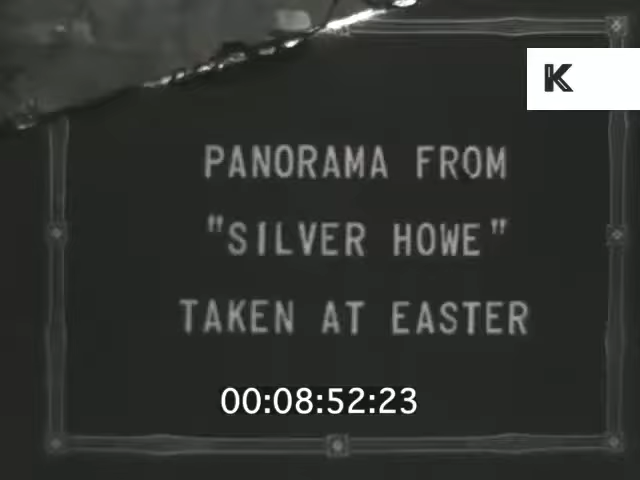 K
PANORAMA FROM
"SILVER HOWE"
TAKEN AT EASTER
00:08:52:23